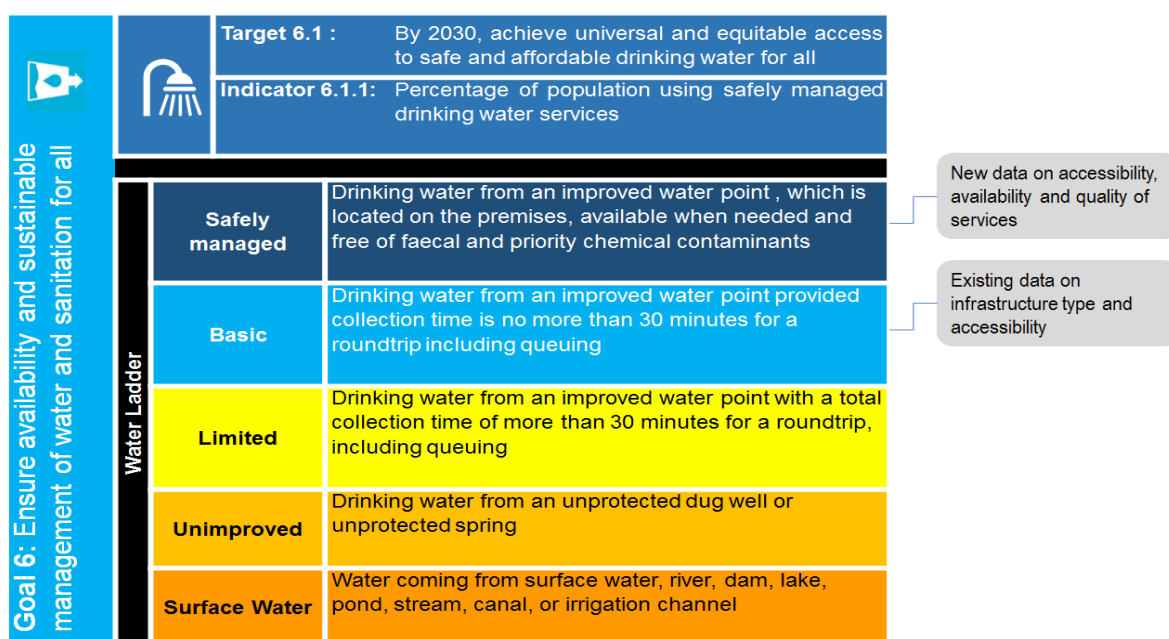 Goal 6: Ensure availability and sustainable
management of water and sanitation for all
Target 6.1 :
By 2030, achieve universal and equitable access
to safe and affordable drinking water for all
Indicator 6.1.1:
Percentage of population using safely managed
drinking water services
Water Ladder
Safely
managed
Drinking water from an improved water point , which is
located on the premises, available when needed and
free of faecal and priority chemical contaminants
New data on accessibility,
availability and quality of
services
Basic
Drinking water from an improved water point provided
collection time is no more than 30 minutes for a
roundtrip including queuing
Existing data on
infrastructure type and
accessibility
Limited
Drinking water from an improved water point with a total
collection time of more than 30 minutes for a roundtrip,
including queuing
Unimproved
Drinking water from an unprotected dug well or
unprotected spring
Surface Water
Water coming from surface water, river, dam, lake,
pond, stream, canal, or irrigation channel